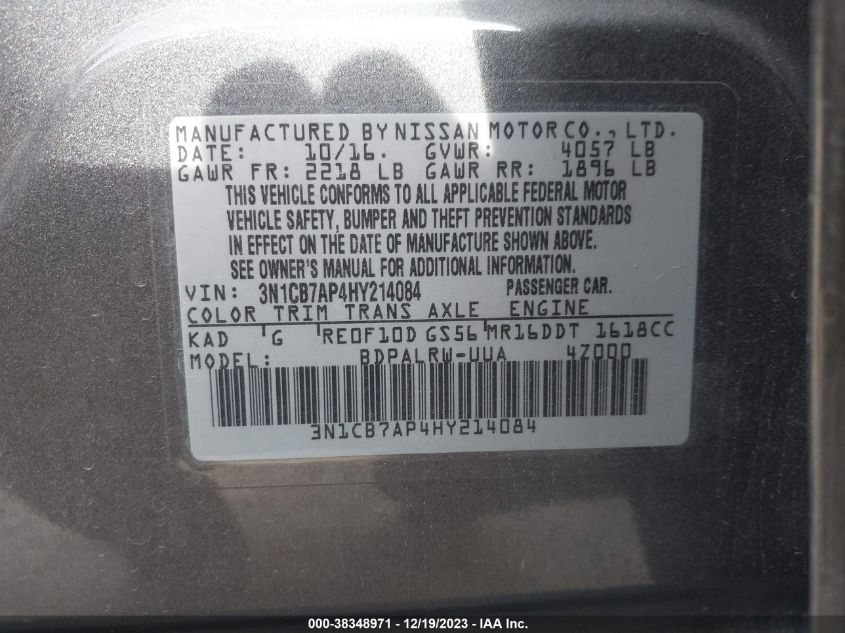 MANUFACTURED BY NISSAN MOTOR CO., LTD.
DATE: 10/16. GVWR: 4057 LB
GAWR FR: 2218 LB GAWR RR: 1896 LB
THIS VEHICLE CONFORMS TO ALL APPLICABLE FEDERAL MOTOR
VEHICLE SAFETY, BUMPER AND THEFT PREVENTION STANDARDS
IN EFFECT ON THE DATE OF MANUFACTURE SHOWN ABOVE.
SEE OWNER'S MANUAL FOR ADDITIONAL INFORMATION.
VIN: 3N1CB7AP4HY214084 PASSENGER CAR.
COLOR TRIM TRANS AXLE ENGINE
KAD G RE0F10D GS56 MR16DDT 1618CC
MODEL: BDPALRW-UUA 4Z000
3N1CB7AP4HY214084
000-38348971 - 12/19/2023 - IAA Inc.